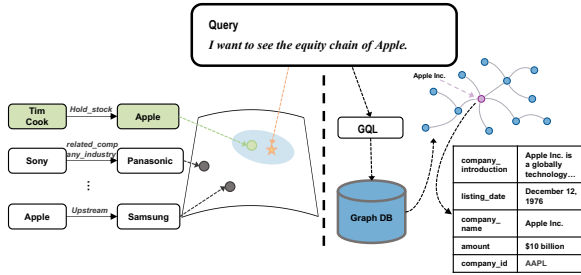 Query
I want to see the equity chain of Apple.
Tim
Cook
Hold_stock
Apple
Sony
related_comp
any_industry
Panasonic
⋮
Apple
Upstream
Samsung
GQL
Graph DB
Apple Inc.
company_
introduction
Apple Inc. is
a globally
technology...
listing_date
December 12,
1976
company_
name
Apple Inc.
amount
$10 billion
company_id
AAPL